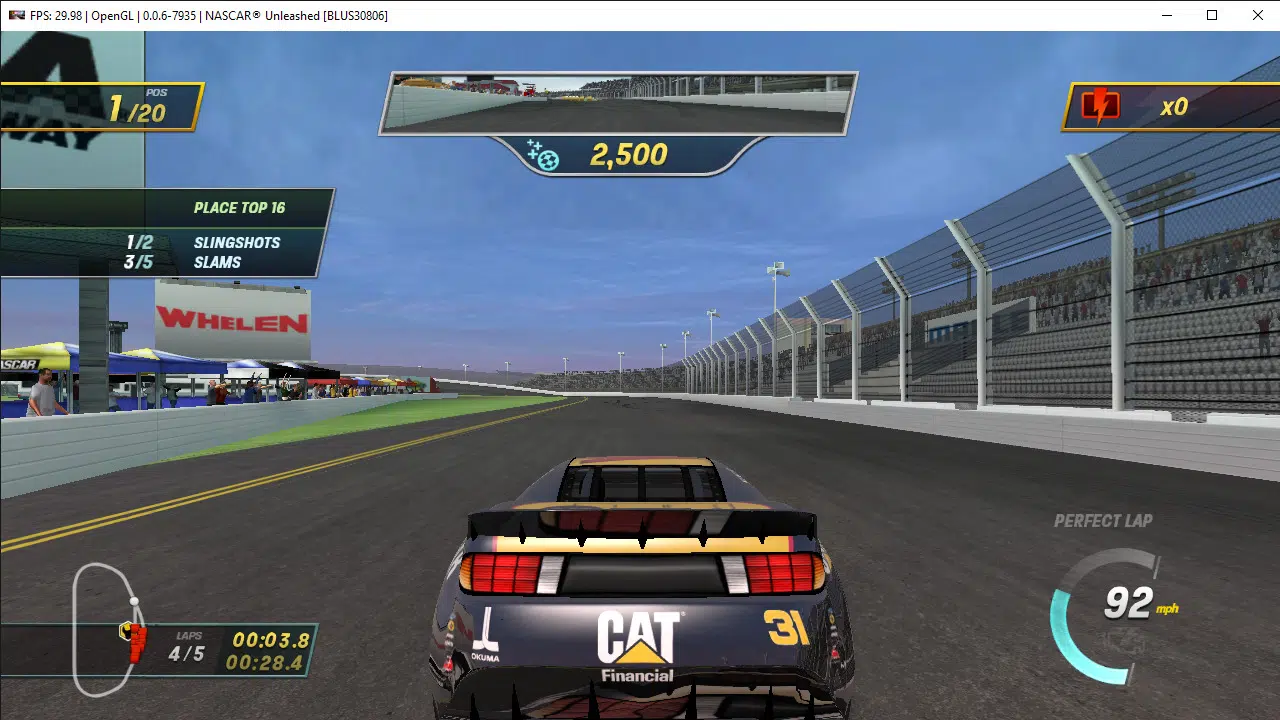 FPS: 29.98 | OpenGL | 0.0.6-7935 | NASCAR® Unleashed [BLUS30806]
A
WAY
POS
1/20
2,500
x0
PLACE TOP 16
1/2 SLINGSHOTS
3/5 SLAMS
WHELEN
NASCAR
PERFECT LAP
92 mph
LAPS
4/5
00:03.8
00:28.4
CAT
Financial
31
OKUMA